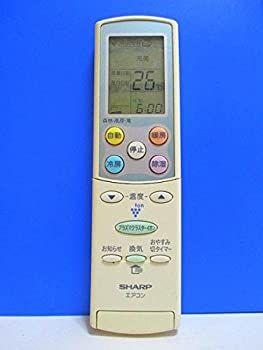 26
6:00
自動
暖房
停止
冷房
除湿
温度
ion
プラズマクラスターイオン
お知らせ
換気
おやすみ
切タイマー
SHARP
エアコン